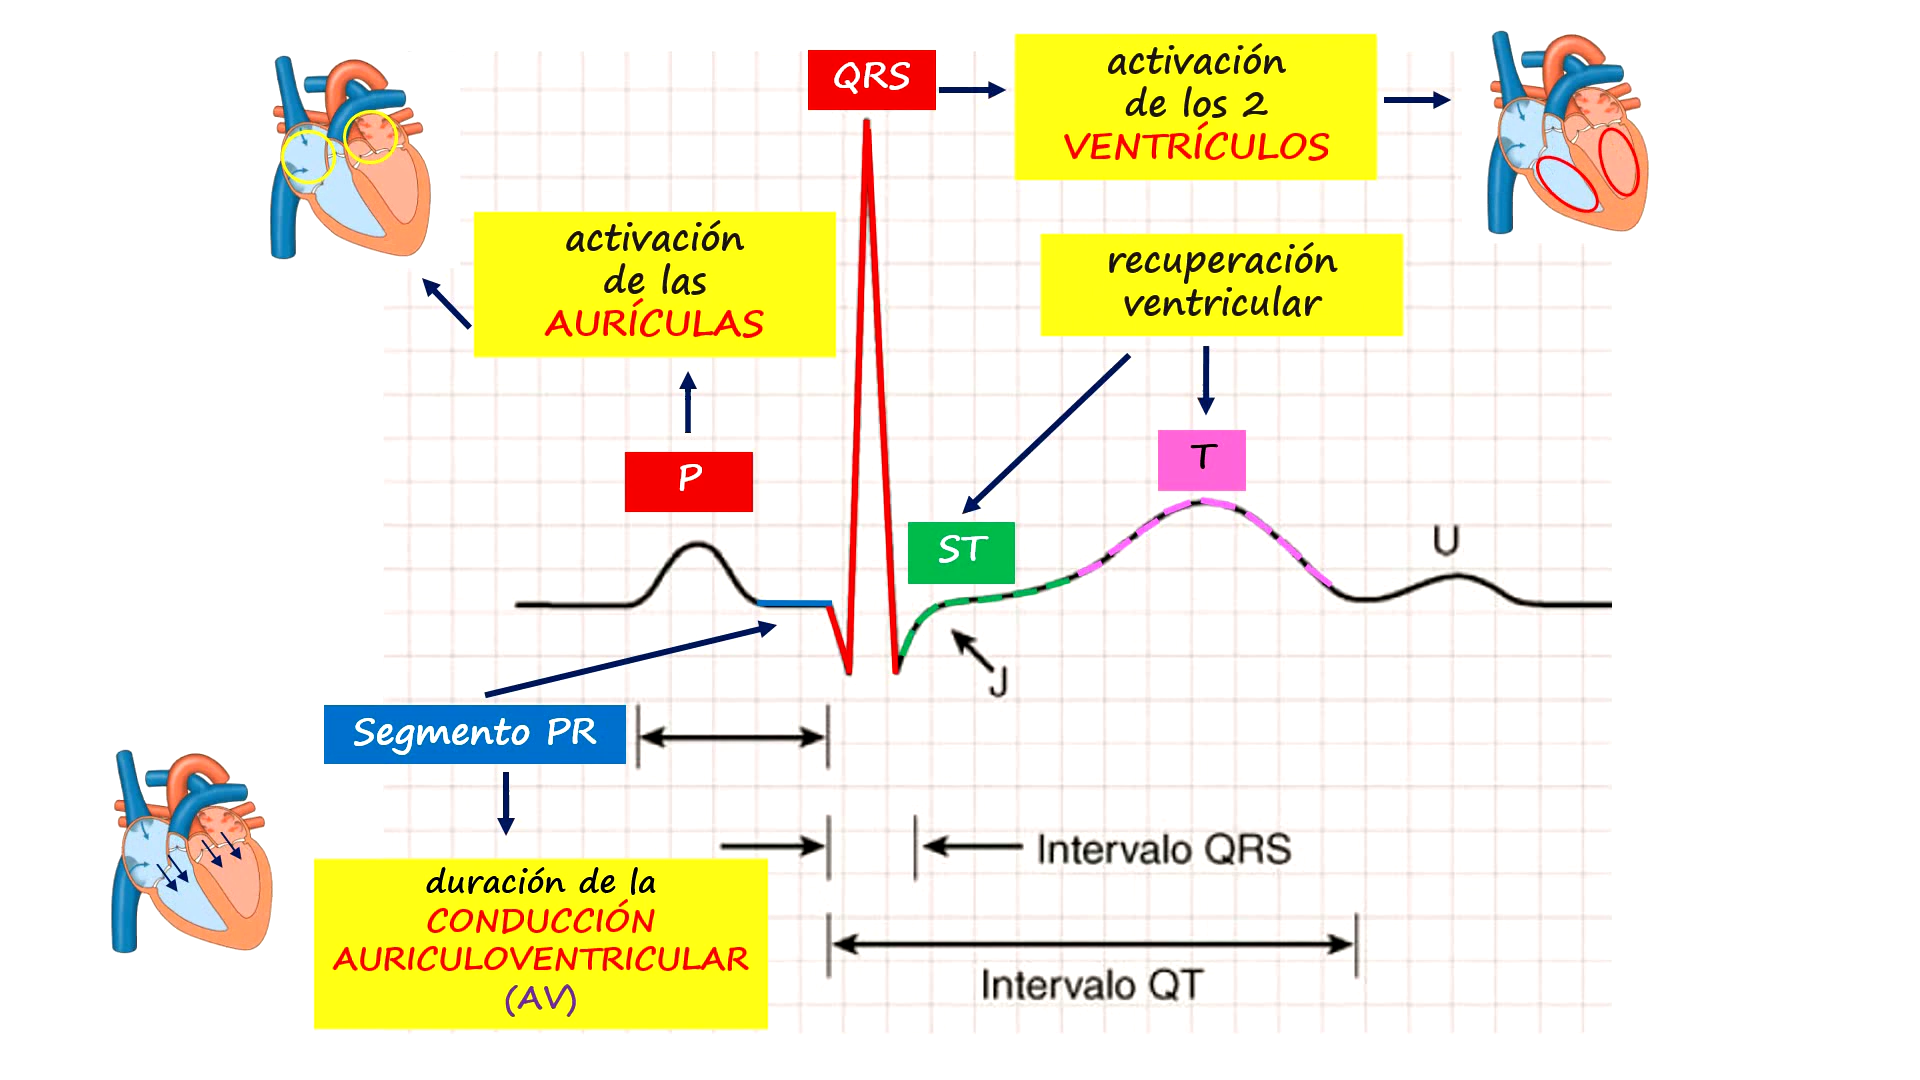 QRS
activación
de los 2
VENTRÍCULOS
activación
de las
AURÍCULAS
recuperación
ventricular
P
T
ST
U
J
Segmento PR
duración de la
CONDUCCIÓN
AURICULOVENTRICULAR
(AV)
Intervalo QRS
Intervalo QT